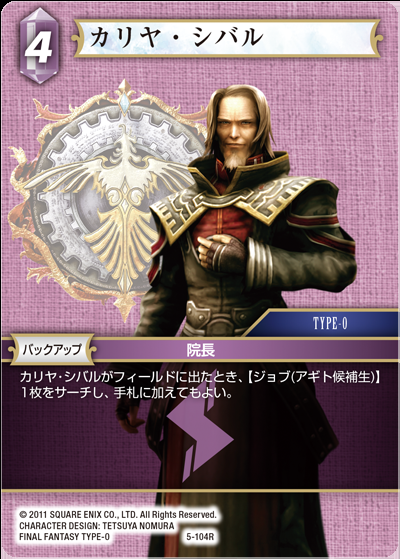 4
カリヤ・シバル
TYPE-0
バックアップ
院長
カリヤ・シバルがフィールドに出たとき、【ジョブ(アギト候補生)】
1枚をサーチし、手札に加えてもよい。
© 2011 SQUARE ENIX CO., LTD. All Rights Reserved.
CHARACTER DESIGN: TETSUYA NOMURA
FINAL FANTASY TYPE-0
5-104R